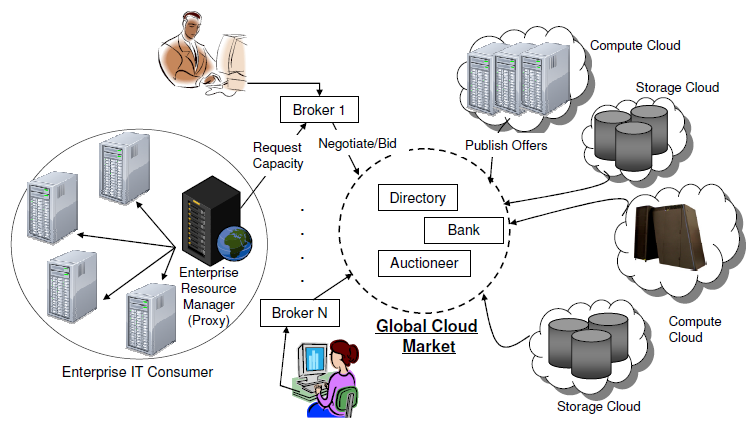 Compute Cloud
Storage Cloud
Broker 1
Request
Capacity
Negotiate/Bid
Publish Offers
Directory
Bank
Auctioneer
Enterprise
Resource
Manager
(Proxy)
Broker N
Global Cloud
Market
Compute
Cloud
Enterprise IT Consumer
Storage Cloud